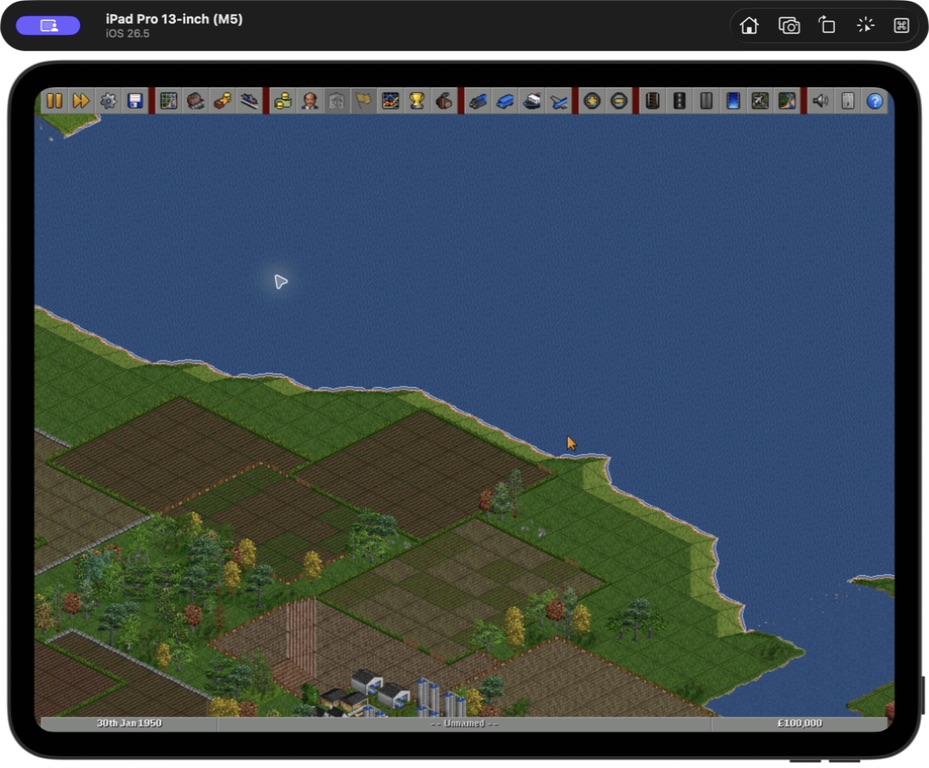 iPad Pro 13-inch (M5)
iOS 26.5
30th Jan 1950
-- Unnamed --
£100,000